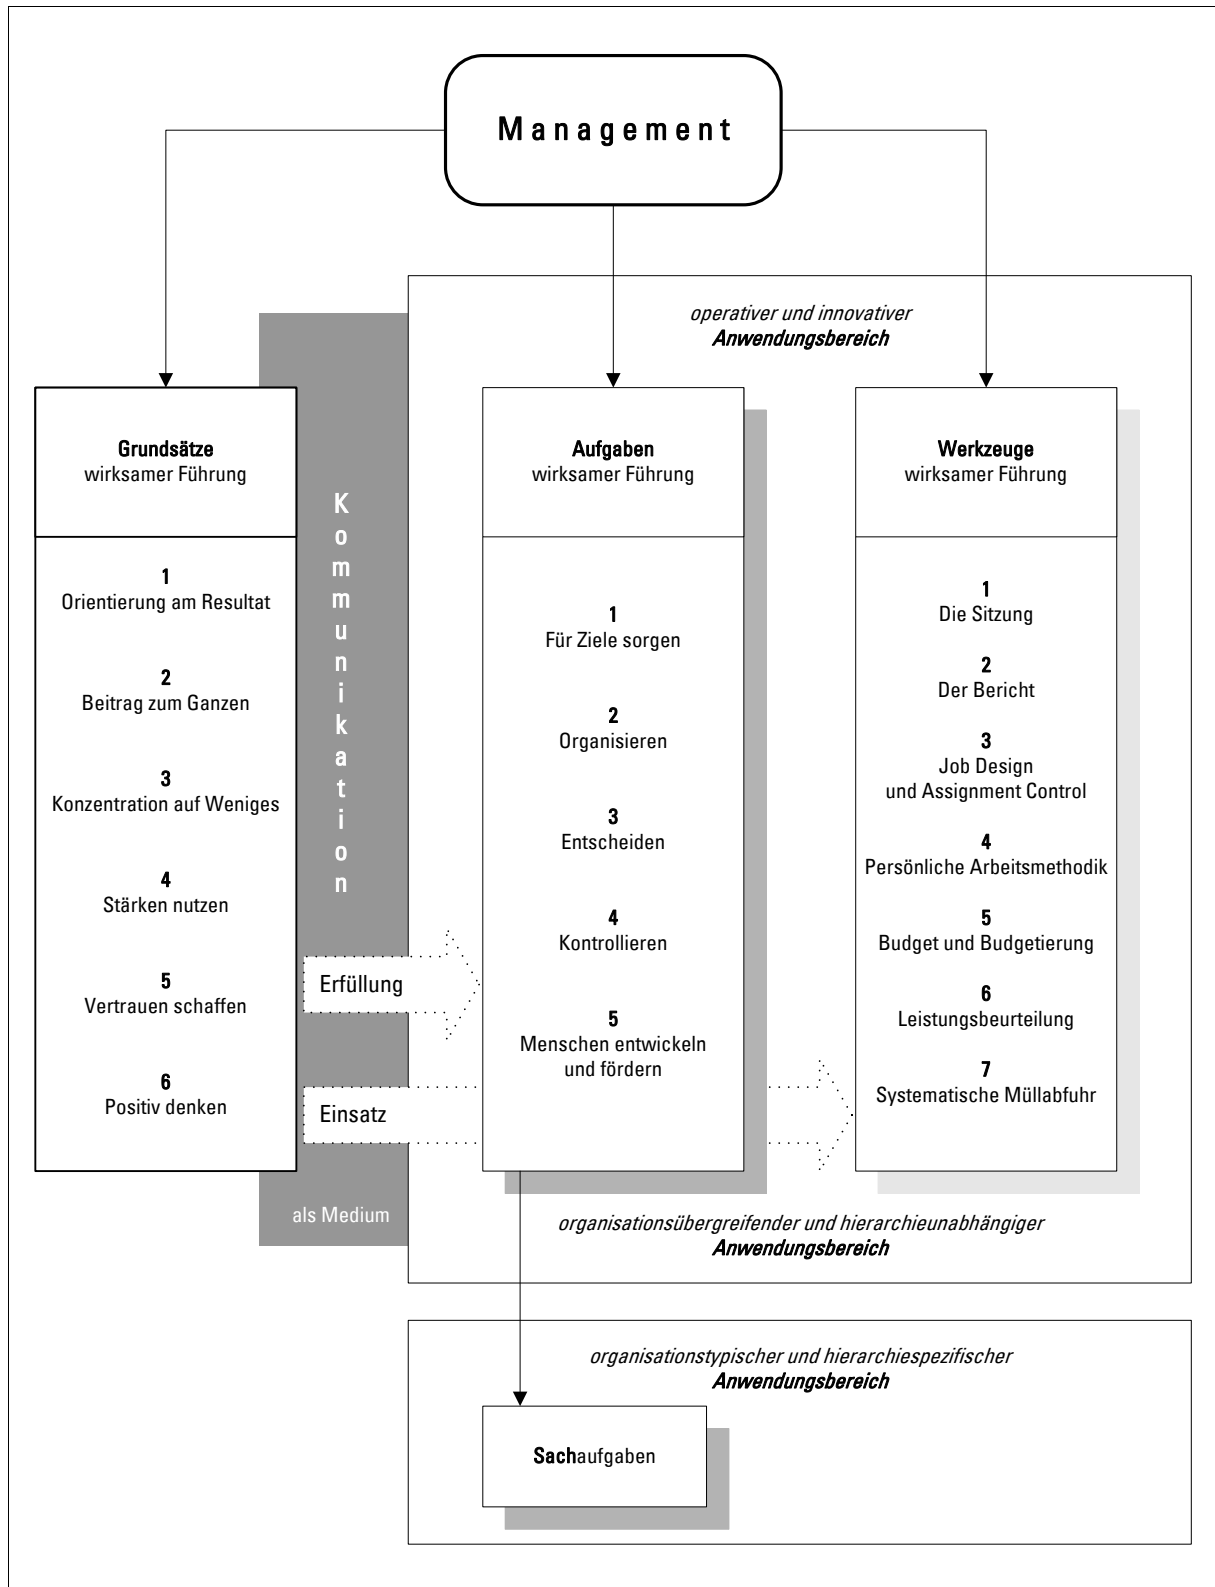 Management
operativer und innovativer
Anwendungsbereich
Grundsätze
wirksamer Führung
1
Orientierung am Resultat
2
Beitrag zum Ganzen
3
Konzentration auf Weniges
4
Stärken nutzen
5
Vertrauen schaffen
6
Positiv denken
Kommunikation
als Medium
Erfüllung
Einsatz
Aufgaben
wirksamer Führung
1
Für Ziele sorgen
2
Organisieren
3
Entscheiden
4
Kontrollieren
5
Menschen entwickeln
und fördern
Werkzeuge
wirksamer Führung
1
Die Sitzung
2
Der Bericht
3
Job Design
und Assignment Control
4
Persönliche Arbeitsmethodik
5
Budget und Budgetierung
6
Leistungsbeurteilung
7
Systematische Müllabfuhr
organisationsübergreifender und hierarchieunabhängiger
Anwendungsbereich
organisationstypischer und hierarchiespezifischer
Anwendungsbereich
Sachaufgaben